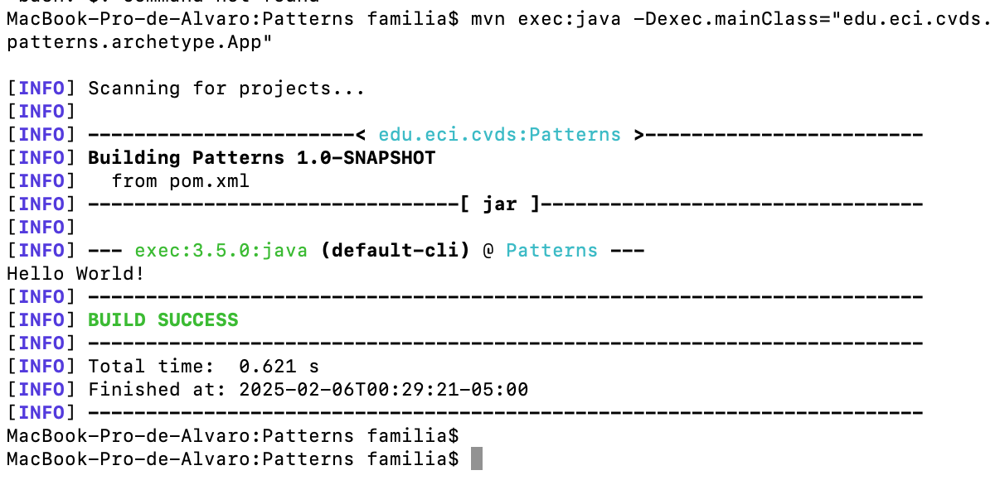 MacBook-Pro-de-Alvaro:Patterns familia$ mvn exec:java -Dexec.mainClass="edu.eci.cvds.
patterns.archetype.App"
[INFO] Scanning for projects...
[INFO]
[INFO] -----------------------< edu.eci.cvds:Patterns >------------------------
[INFO] Building Patterns 1.0-SNAPSHOT
[INFO]   from pom.xml
[INFO] --------------------------------[ jar ]---------------------------------
[INFO]
[INFO] --- exec:3.5.0:java (default-cli) @ Patterns ---
Hello World!
[INFO] ------------------------------------------------------------------------
[INFO] BUILD SUCCESS
[INFO] ------------------------------------------------------------------------
[INFO] Total time:  0.621 s
[INFO] Finished at: 2025-02-06T00:29:21-05:00
[INFO] ------------------------------------------------------------------------
MacBook-Pro-de-Alvaro:Patterns familia$
MacBook-Pro-de-Alvaro:Patterns familia$